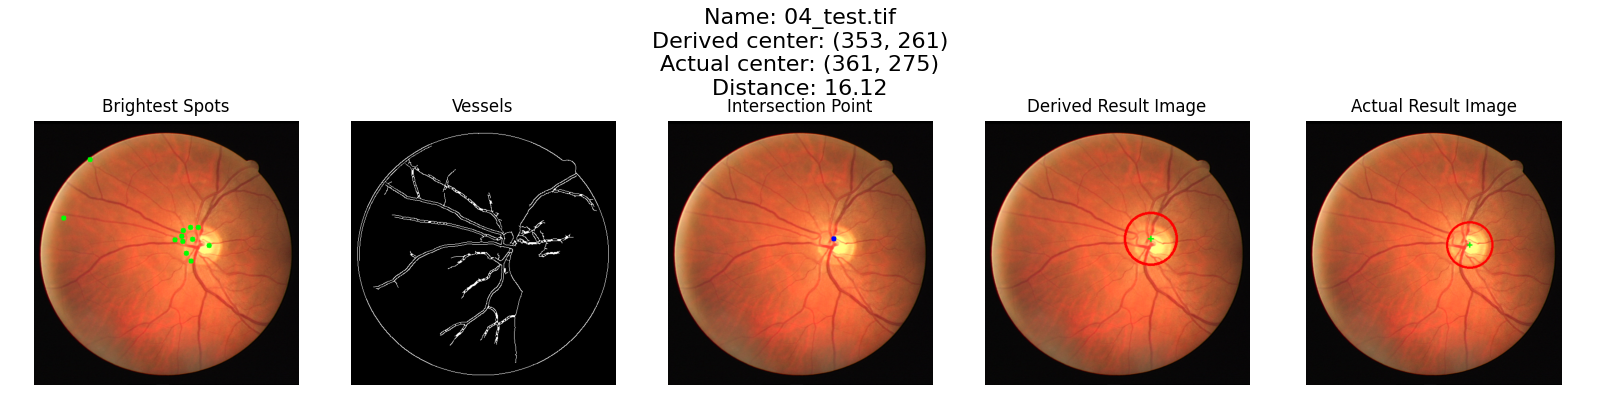 Name: 04_test.tif
Derived center: (353, 261)
Actual center: (361, 275)
Distance: 16.12
Brightest Spots
Vessels
Intersection Point
Derived Result Image
Actual Result Image